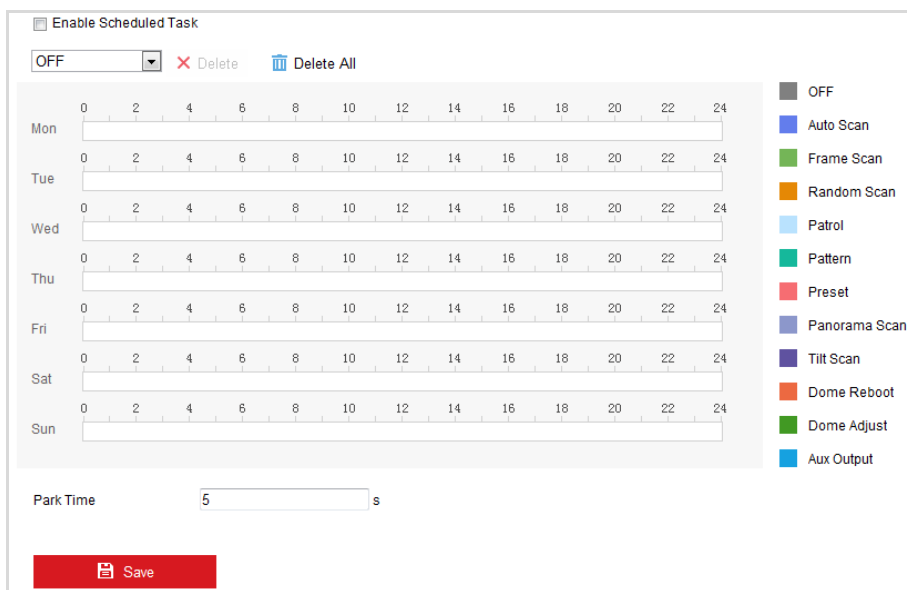 Enable Scheduled Task
OFF Delete Delete All
0 2 4 6 8 10 12 14 16 18 20 22 24
Mon
0 2 4 6 8 10 12 14 16 18 20 22 24
Tue
0 2 4 6 8 10 12 14 16 18 20 22 24
Wed
0 2 4 6 8 10 12 14 16 18 20 22 24
Thu
0 2 4 6 8 10 12 14 16 18 20 22 24
Fri
0 2 4 6 8 10 12 14 16 18 20 22 24
Sat
0 2 4 6 8 10 12 14 16 18 20 22 24
Sun
OFF
Auto Scan
Frame Scan
Random Scan
Patrol
Pattern
Preset
Panorama Scan
Tilt Scan
Dome Reboot
Dome Adjust
Aux Output
Park Time 5 s
Save